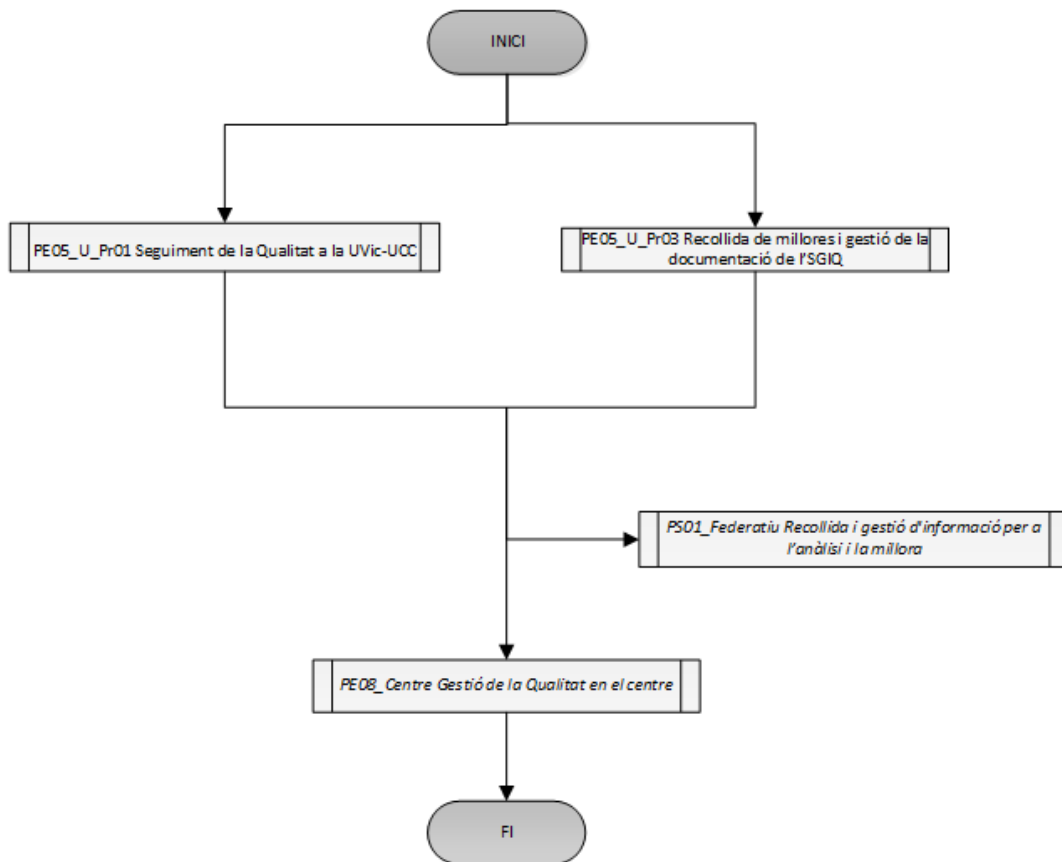 INICI
PE05_U_Pr01 Seguiment de la Qualitat a la UVic-UCC
PE05_U_Pr03 Recollida de millores i gestió de la
documentació de l'SGIQ
PS01_Federatiu Recollida i gestió d'informació per a
l'anàlisi i la millora
PE08_Centre Gestió de la Qualitat en el centre
FI